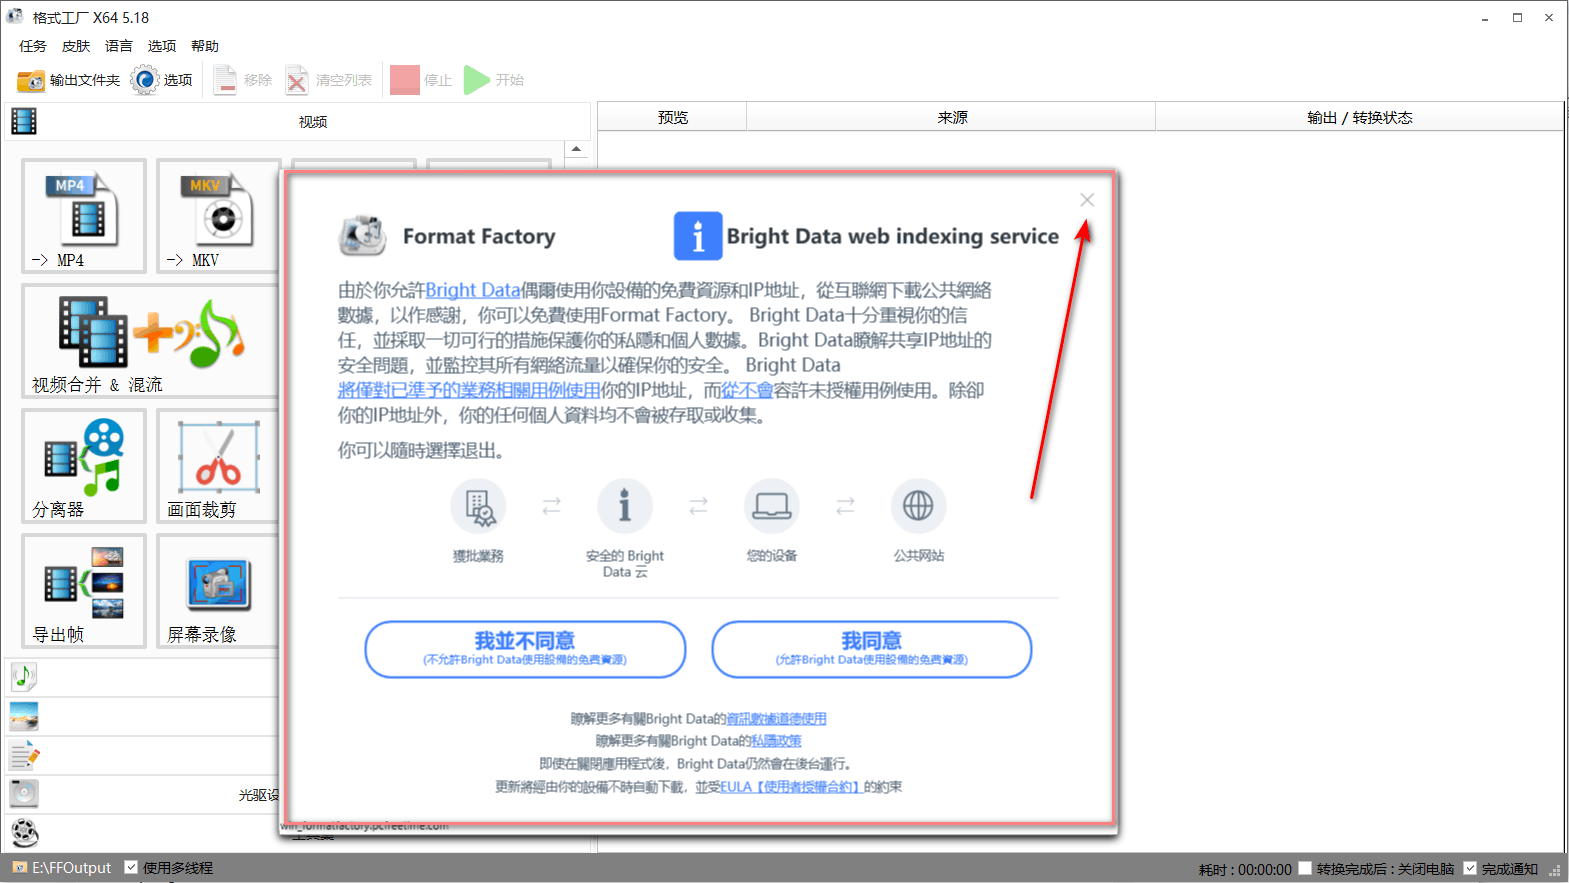 格式工厂 X64 5.18
任务 皮肤 语言 选项 帮助
输出文件夹 选项 移除 清空列表 停止 开始
视频
预览 来源 输出 / 转换状态
MP4
-> MP4
MKV
-> MKV
视频合并 & 混流
分离器
画面裁剪
导出帧
屏幕录像
光驱设
Format Factory
Bright Data web indexing service
由於你允許Bright Data偶爾使用你設備的免費資源和IP地址，從互聯網下載公共網絡
數據，以作感謝，你可以免費使用Format Factory。 Bright Data十分重視你的信
任，並採取一切可行的措施保護你的私隱和個人數據。Bright Data瞭解共享IP地址的
安全問題，並監控其所有網絡流量以確保你的安全。 Bright Data
將僅對已準予的業務相關用例使用你的IP地址，而從不會容許未授權用例使用。除卻
你的IP地址外，你的任何個人資料均不會被存取或收集。
你可以隨時選擇退出。
獲批業務
安全的 Bright
Data 云
您的设备
公共网站
我並不同意
(不允許Bright Data使用設備的免費資源)
我同意
(允許Bright Data使用設備的免費資源)
瞭解更多有關Bright Data的資訊數據道德使用
瞭解更多有關Bright Data的私隱政策
即使在關閉應用程式後，Bright Data仍然會在後台運行。
更新將經由你的設備不時自動下載，並受EULA【使用者授權合約】的約束
win_formatfactory.pcfreetime.com
E:\FFOutput 使用多线程
耗时 : 00:00:00 转换完成后 : 关闭电脑 完成通知